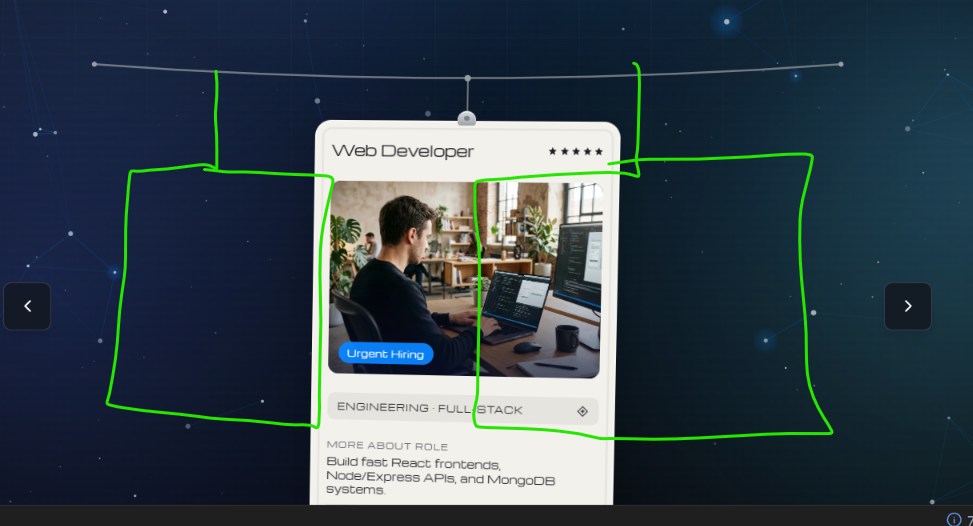 Web Developer
Urgent Hiring
ENGINEERING · FULL-STACK
MORE ABOUT ROLE
Build fast React frontends,
Node/Express APIs, and MongoDB
systems.